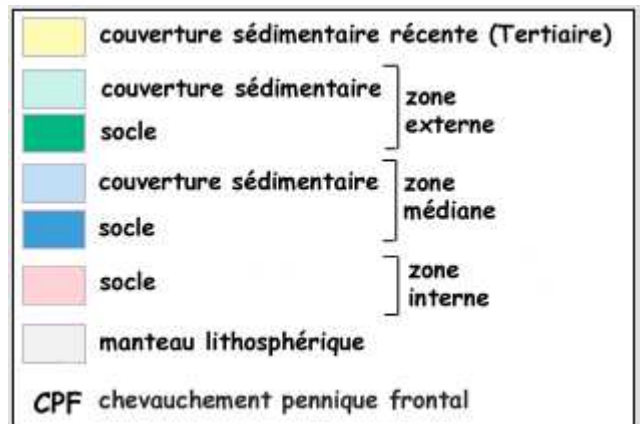 couverture sédimentaire récente (Tertiaire)
couverture sédimentaire
socle
zone
externe
couverture sédimentaire
socle
zone
médiane
socle
zone
interne
manteau lithosphérique
CPF chevauchement pennique frontal